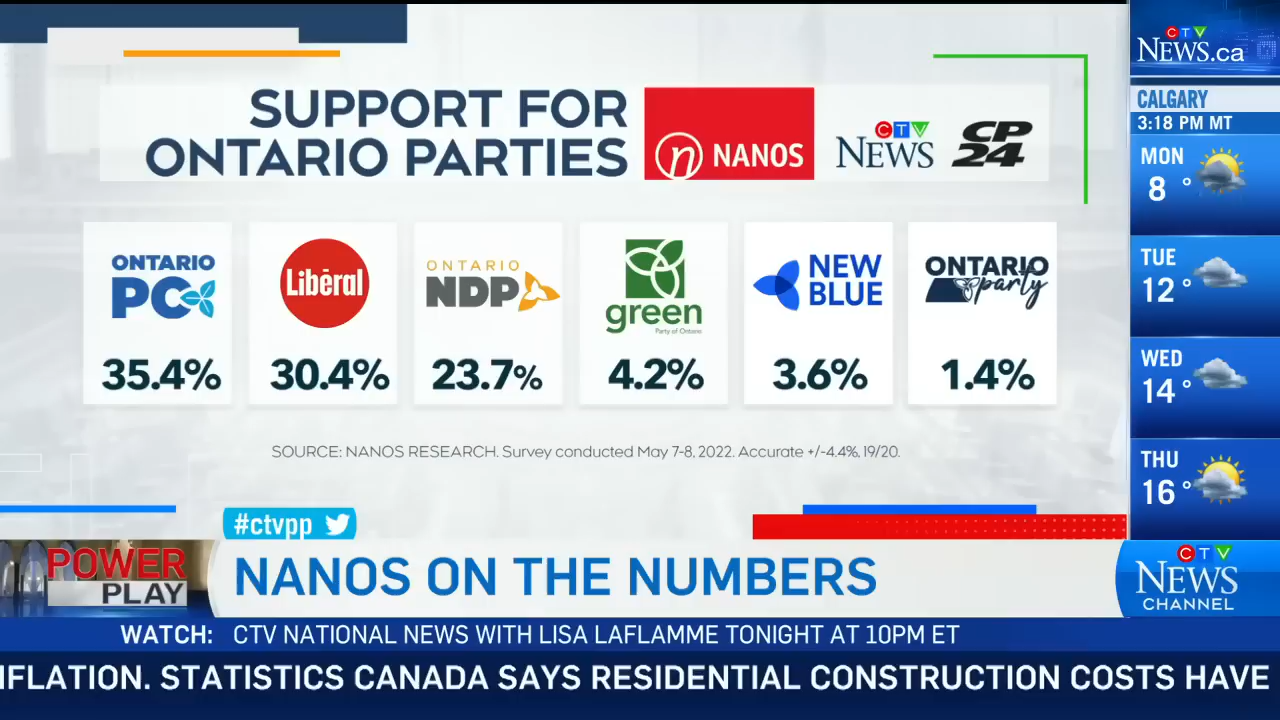 SUPPORT FOR
ONTARIO PARTIES
n NANOS
CTV
NEWS
CP
24
ONTARIO
PC
35.4%
Libéral
30.4%
ONTARIO
NDP
23.7%
green
Party of Ontario
4.2%
NEW
BLUE
3.6%
ONTARIO
party
1.4%
SOURCE: NANOS RESEARCH. Survey conducted May 7-8, 2022. Accurate +/-4.4%, 19/20.
#ctvpp
POWER
PLAY
NANOS ON THE NUMBERS
WATCH: CTV NATIONAL NEWS WITH LISA LAFLAMME TONIGHT AT 10PM ET
NFLATION. STATISTICS CANADA SAYS RESIDENTIAL CONSTRUCTION COSTS HAVE
CTV
NEWS.ca
CALGARY
3:18 PM MT
MON
8°
TUE
12°
WED
14°
THU
16°
CTV
NEWS
CHANNEL